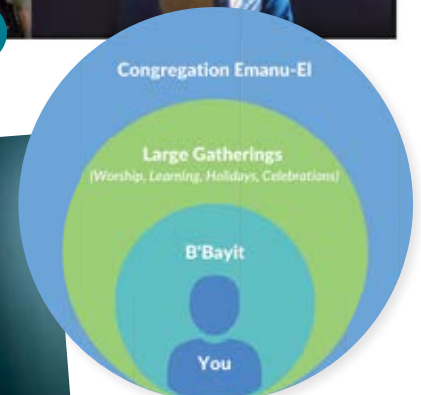 Congregation Emanu-El
Large Gatherings
(Worship, Learning, Holidays, Celebrations)
B'Bayit
You